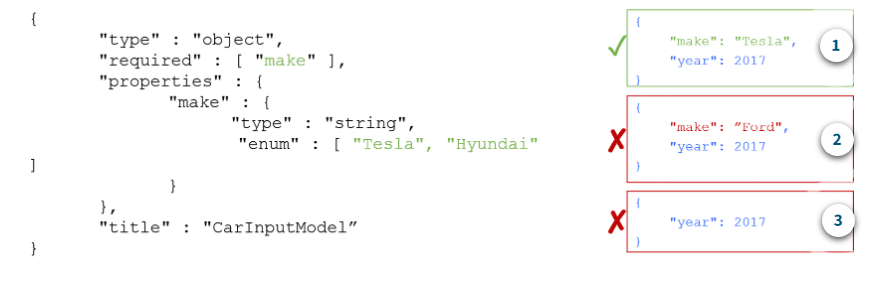 {
"type" : "object",
"required" : [ "make" ],
"properties" : {
"make" : {
"type" : "string",
"enum" : [ "Tesla", "Hyundai"
]
}
},
"title" : "CarInputModel”
}
✓
{
"make": "Tesla",
"year": 2017
}
1
✗
{
"make": ”Ford",
"year": 2017
}
2
✗
{
"year": 2017
}
3